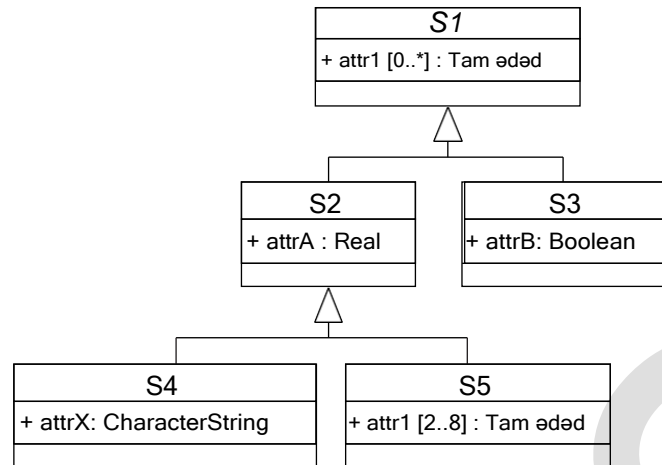 S1
+ attr1 [0..*] : Tam ədəd
S2
+ attrA : Real
S3
+ attrB: Boolean
S4
+ attrX: CharacterString
S5
+ attr1 [2..8] : Tam ədəd